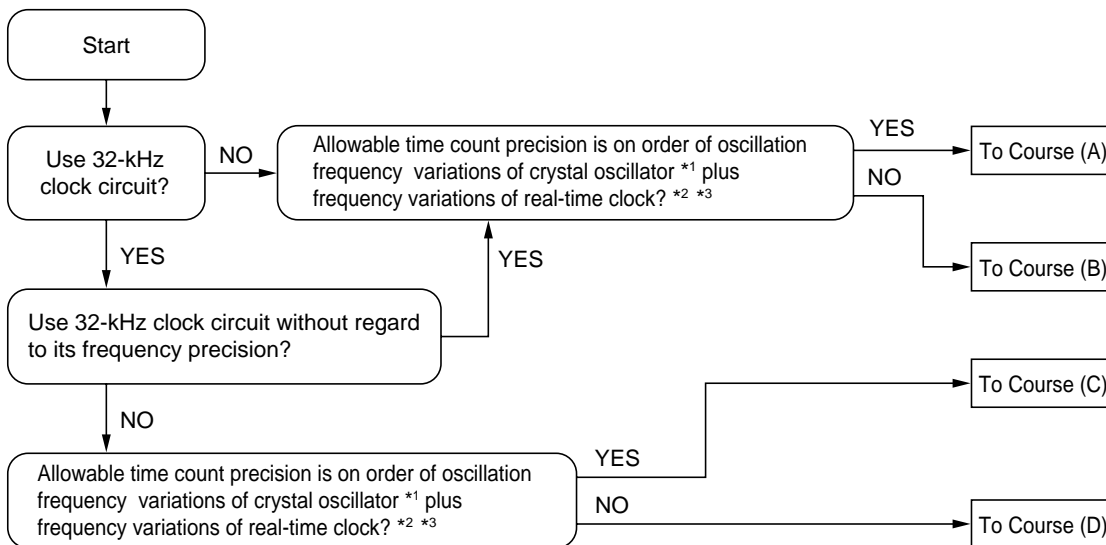 Start
Use 32-kHz
clock circuit?
NO
Allowable time count precision is on order of oscillation
frequency variations of crystal oscillator *1 plus
frequency variations of real-time clock? *2 *3
YES
To Course (A)
NO
To Course (B)
YES
YES
Use 32-kHz clock circuit without regard
to its frequency precision?
To Course (C)
NO
Allowable time count precision is on order of oscillation
frequency variations of crystal oscillator *1 plus
frequency variations of real-time clock? *2 *3
YES
NO
To Course (D)